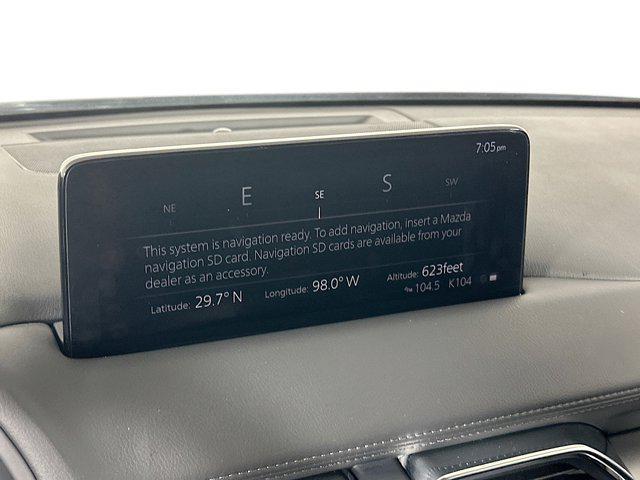 7:05 pm
NE E SE S SW
This system is navigation ready. To add navigation, insert a Mazda
navigation SD card. Navigation SD cards are available from your
dealer as an accessory.
Latitude: 29.7° N Longitude: 98.0° W Altitude: 623feet
104.5 K104